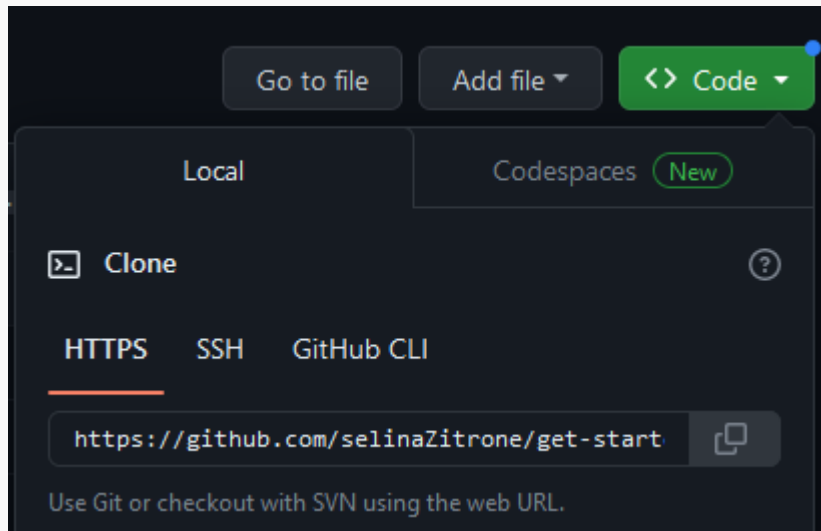 Go to file Add file <> Code
Local Codespaces New
Clone
HTTPS SSH GitHub CLI
https://github.com/selinaZitrone/get-start
Use Git or checkout with SVN using the web URL.